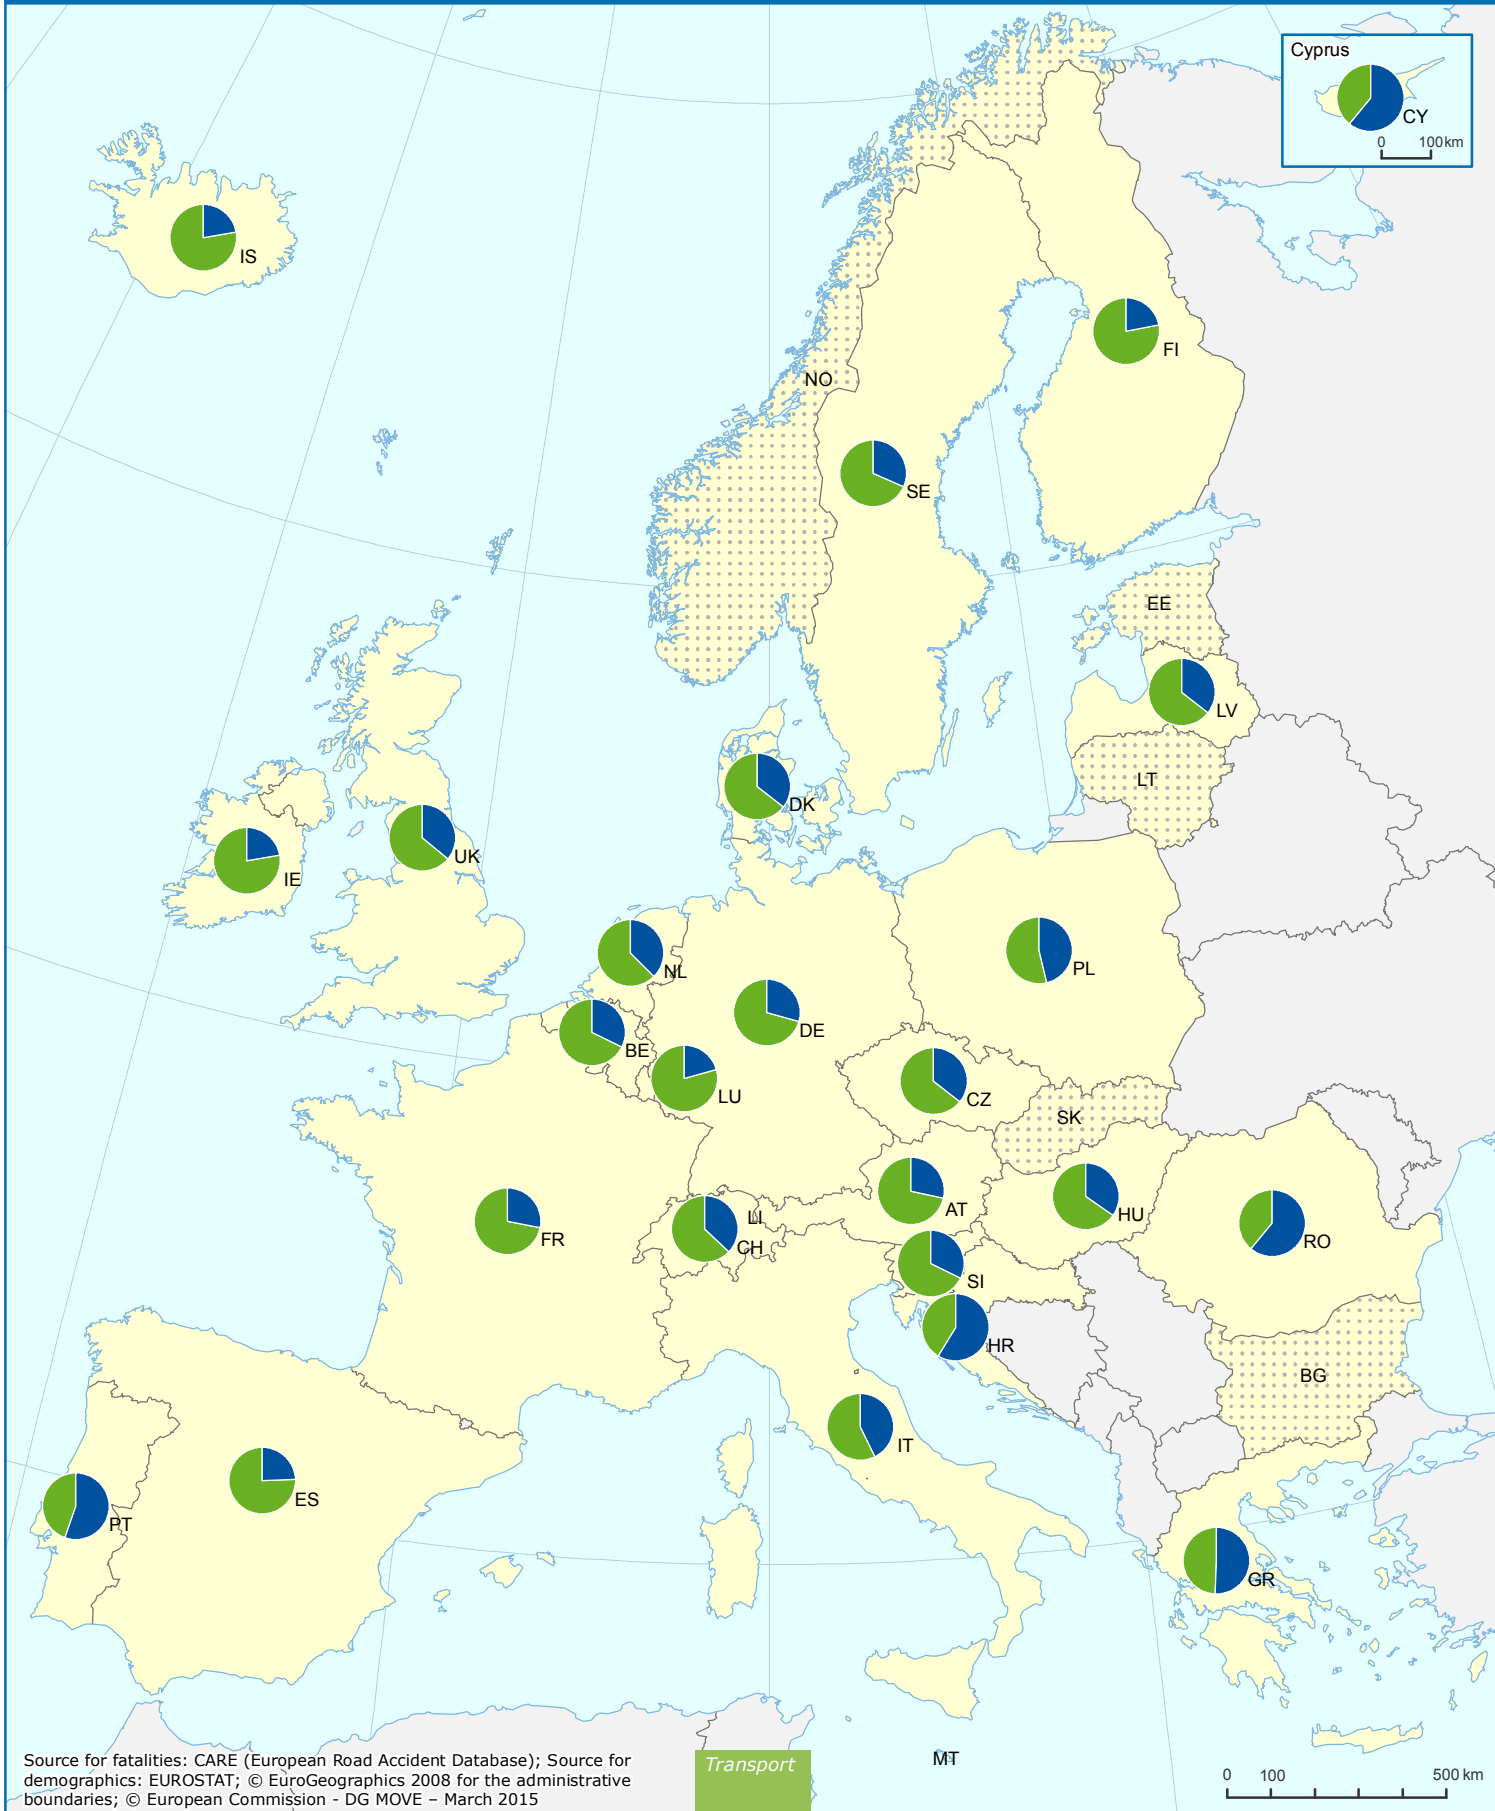 Cyprus
CY
0 100km
IS
FI
NO
SE
EE
LV
LT
DK
UK
IE
NL
PL
DE
BE
LU
CZ
SK
AT
HU
LI
CH
FR
RO
SI
HR
BG
IT
ES
PT
GR
MT
Source for fatalities: CARE (European Road Accident Database); Source for
demographics: EUROSTAT; © EuroGeographics 2008 for the administrative
boundaries; © European Commission - DG MOVE – March 2015
Transport
0 100 500 km